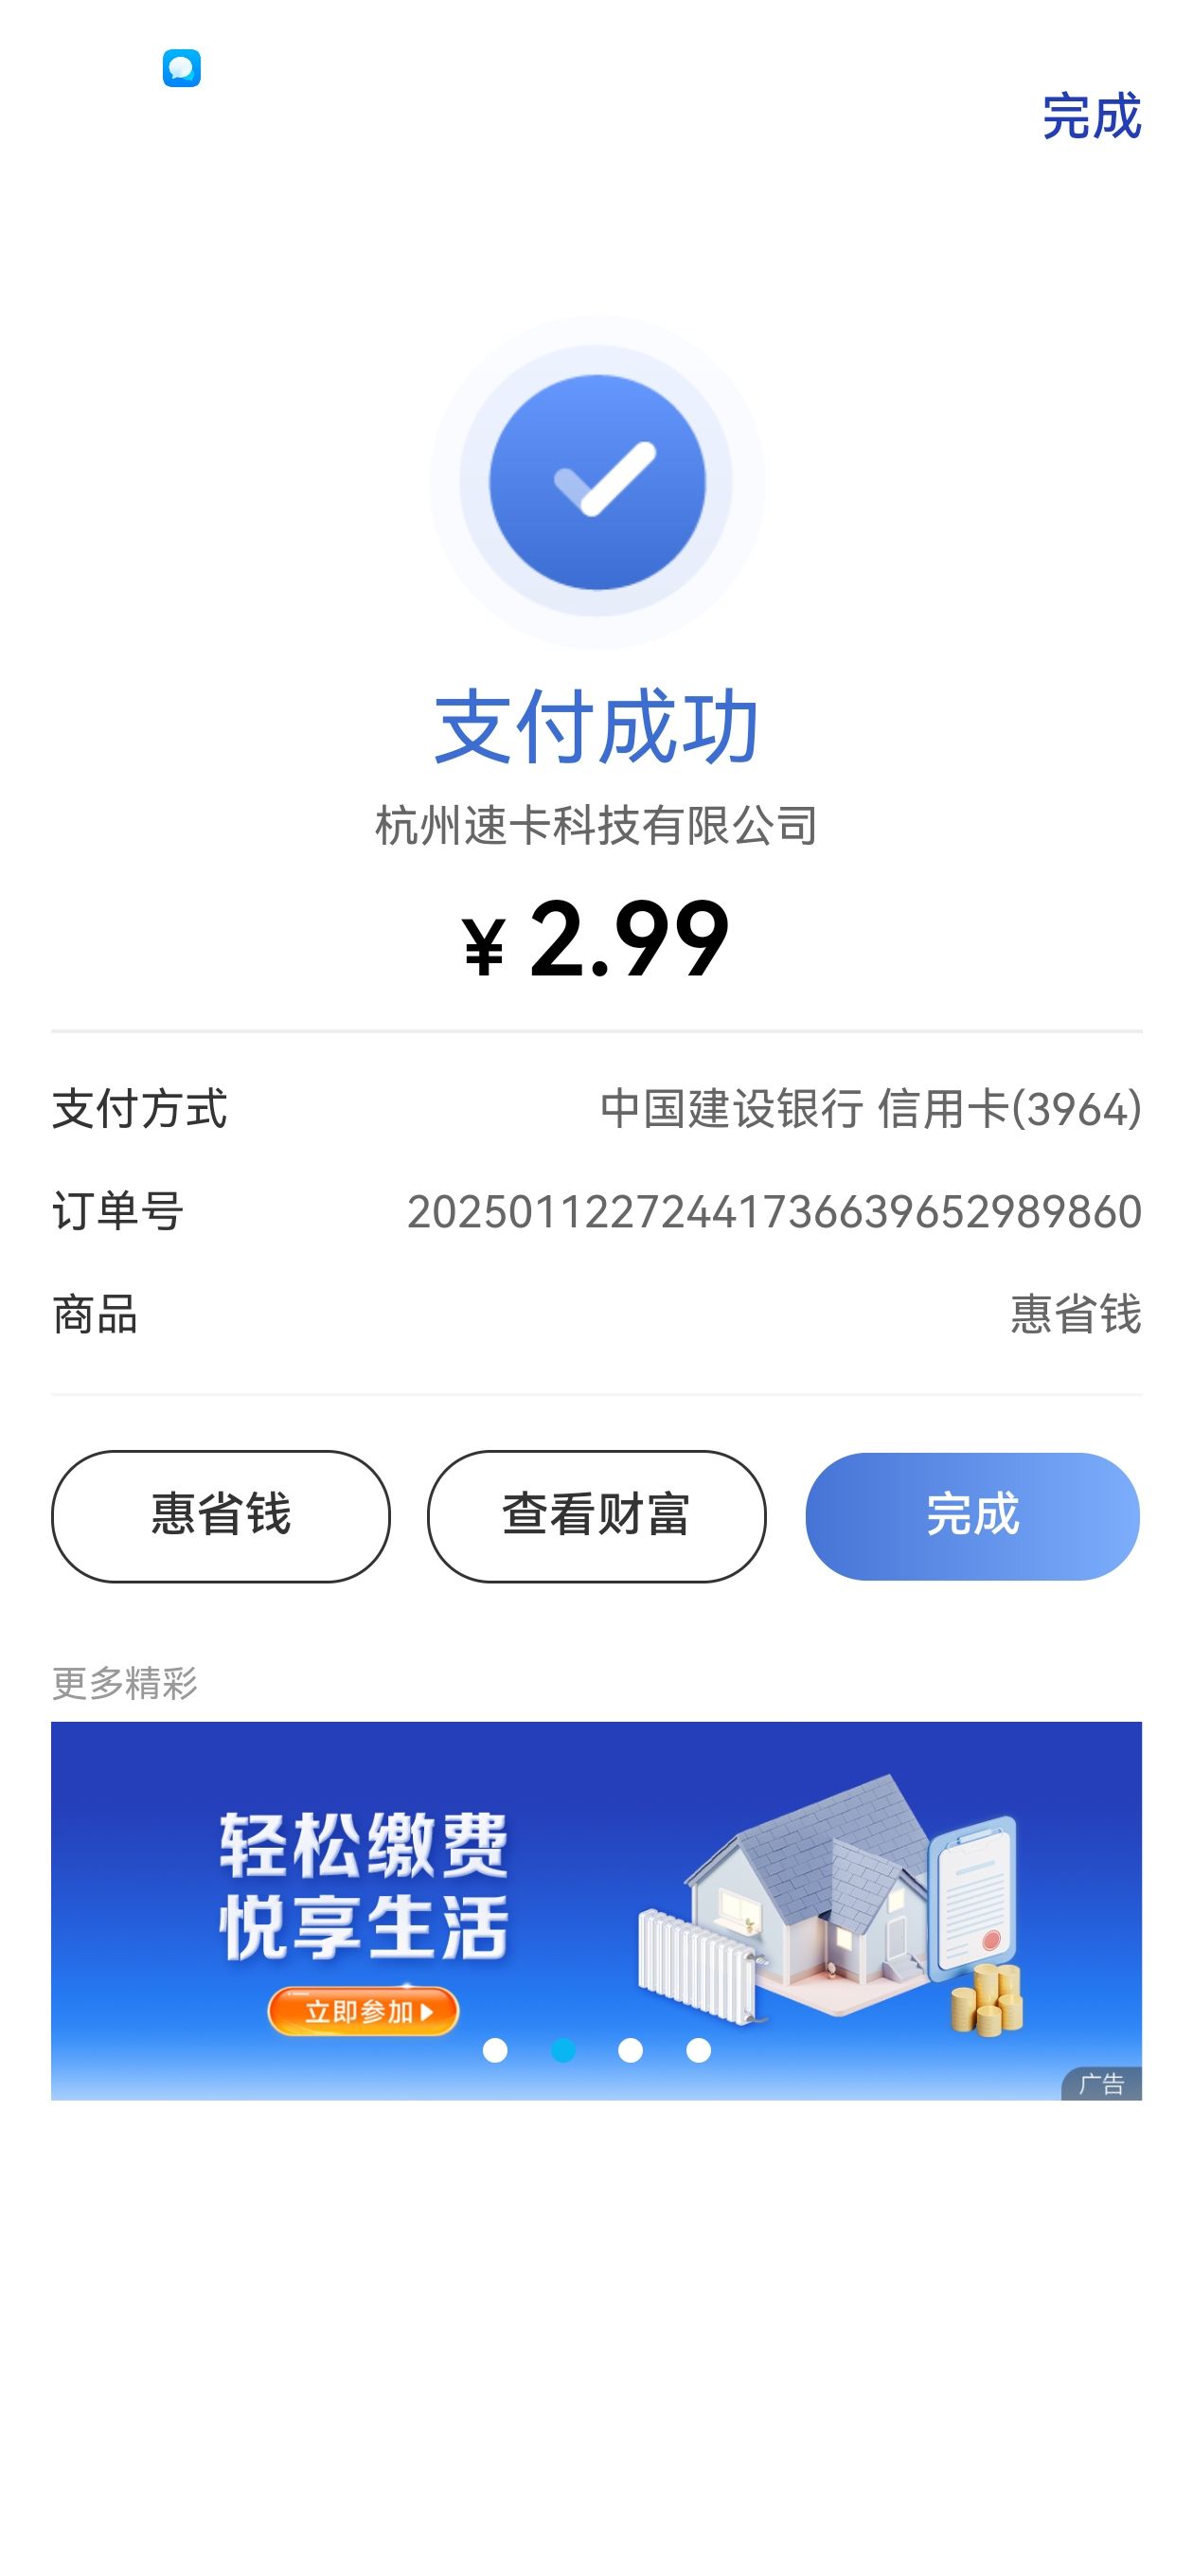 完成
支付成功
杭州速卡科技有限公司
¥ 2.99
支付方式 中国建设银行 信用卡(3964)
订单号 20250112272441736639652989860
商品 惠省钱
惠省钱 查看财富 完成
更多精彩
轻松缴费
悦享生活
立即参加
广告